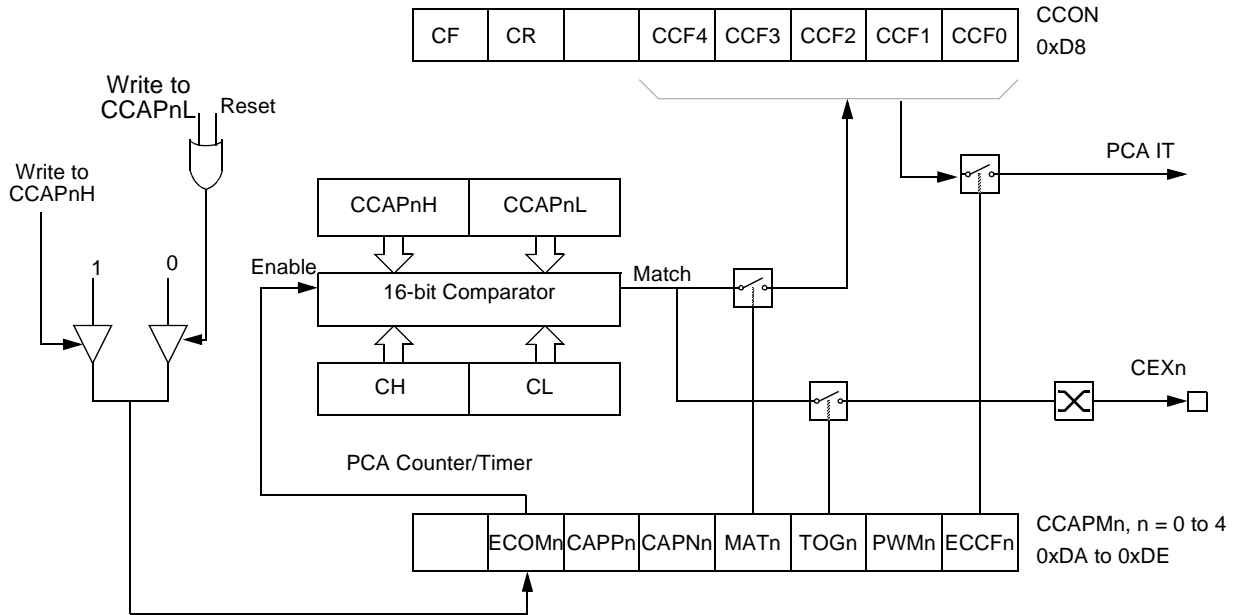 CF CR CCF4 CCF3 CCF2 CCF1 CCF0
CCON
0xD8
Write to
CCAPnL
Reset
Write to
CCAPnH
PCA IT
CCAPnH CCAPnL
1 0
Enable
16-bit Comparator
Match
CH CL
CEXn
PCA Counter/Timer
ECOMn CAPPn CAPNn MATn TOGn PWMn ECCFn
CCAPMn, n = 0 to 4
0xDA to 0xDE